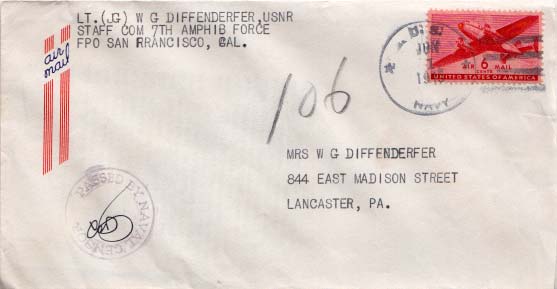 LT.(JG) W G DIFFENDERFER,USNR
STAFF COM 7TH AMPHIB FORCE
FPO SAN FRANCISCO, CAL.
air
mail
JUN
NAVY
AIR 6 MAIL
CENTS
UNITED STATES OF AMERICA
106
MRS W G DIFFENDERFER
844 EAST MADISON STREET
LANCASTER, PA.
PASSED BY NAVAL CENSOR